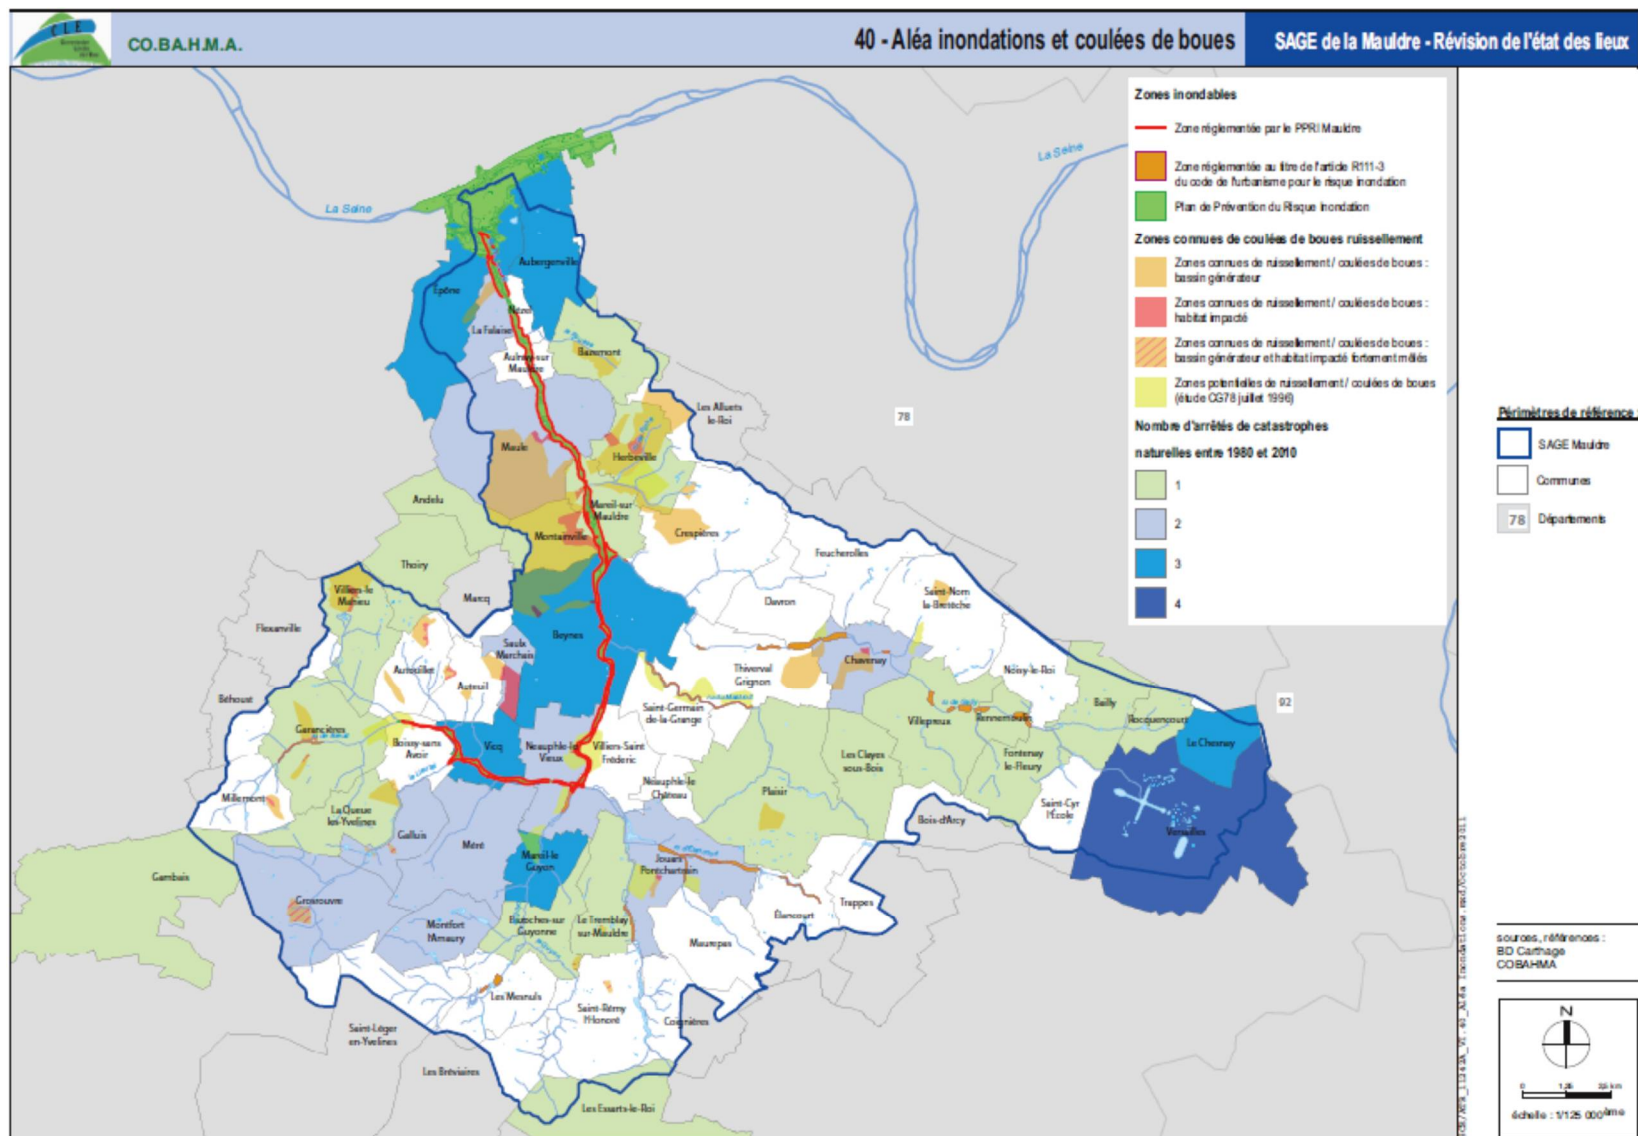 CLE
CO.BA.H.M.A.
40 - Aléa inondations et coulées de boues
SAGE de la Mauldre - Révision de l'état des lieux
Zones inondables
Zone réglementée par le PPRI Mauldre
Zone réglementée au titre de l'article R111-3
du code de l'urbanisme pour le risque inondation
Plan de Prévention du Risque Inondation
Zones connues de coulées de boues ruissellement
Zones connues de ruissellement / coulées de boues :
bassin générateur
Zones connues de ruissellement / coulées de boues :
habitat impacté
Zones connues de ruissellement / coulées de boues :
bassin générateur et habitat impacté fortement mêlés
Zones potentielles de ruissellement / coulées de boues
(étude CG78 juillet 1996)
Nombre d'arrêtés de catastrophes
naturelles entre 1980 et 2010
1
2
3
4
Périmètres de référence :
SAGE Mauldre
Communes
78 Départements
La Seine
La Seine
Aubergenville
Epône
Nézel
La Falaise
Aulnay-sur
Mauldre
Bazemont
Les Alluets
le-Roi
78
Maule
Herbeville
Andelu
Mareil-sur
Mauldre
Montainville
Crespières
Thoiry
Feucherolles
Marcq
Villiers-le
Mahieu
Davron
Saint-Nom
la-Bretèche
Flexanville
Beynes
Saulx
Marchais
Autouillet
Auteuil
Thiverval
Grignon
Chavenay
Noisy-le-Roi
Béhoust
Saint-Germain
de-la-Grange
Villepreux
Rennemoulin
Bailly
Rocquencourt
92
Garancières
Boissy-sans
Avoir
Vicq
Neauphle-le
Vieux
Villiers-Saint
Fréderic
Les Clayes
sous-Bois
Fontenay
le-Fleury
Le Chesnay
Neauphle-le
Château
Plaisir
Millemont
La Queue
les-Yvelines
Galluis
Méré
Bois-d'Arcy
Saint-Cyr
l'École
Versailles
Mareil-le
Guyon
Jouars
Pontchartrain
Gambais
Grosrouvre
Montfort
l'Amaury
Bazoches-sur
Guyonne
Le Tremblay
sur-Mauldre
Élancourt
Trappes
Maurepas
Les Mesnuls
Saint-Rémy
l'Honoré
Coignières
Saint-Léger
en-Yvelines
Les Bréviaires
Les Essarts-le-Roi
sources, références :
BD Carthage
COBAHMA
N
0 1,25 2,5 km
échelle : 1/125 000ème